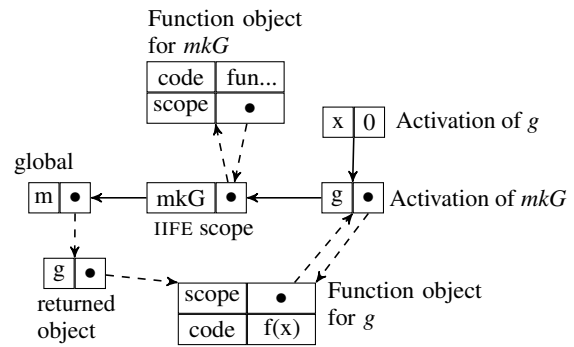 Function object
for mkG
code fun...
scope
x 0 Activation of g
global
m
mkG
g
Activation of mkG
IIFE scope
g
returned
object
scope
code f(x)
Function object
for g